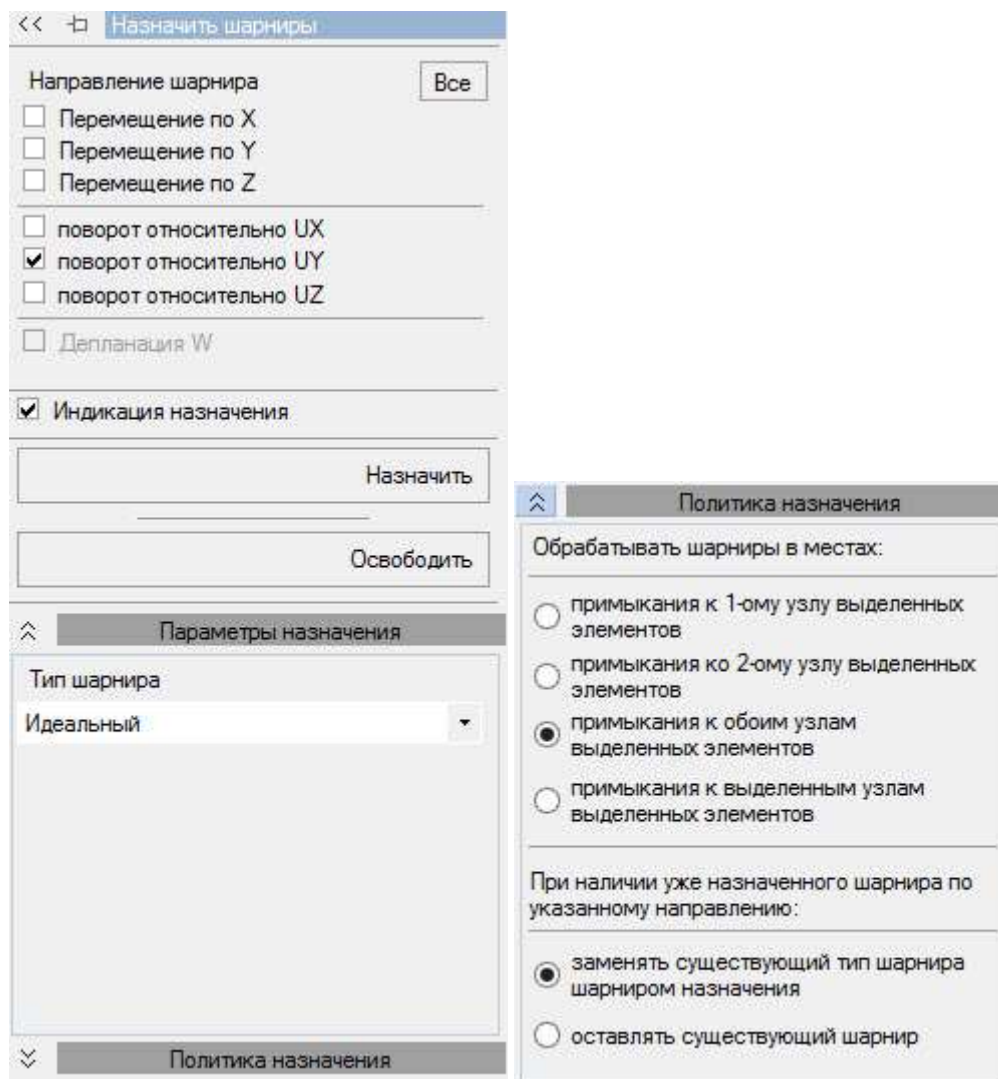 Назначить шарниры
Направление шарнира
Все
Перемещение по X
Перемещение по Y
Перемещение по Z
поворот относительно UX
поворот относительно UY
поворот относительно UZ
Депланация W
Индикация назначения
Назначить
Освободить
Параметры назначения
Тип шарнира
Идеальный
Политика назначения
Политика назначения
Обрабатывать шарниры в местах:
примыкания к 1-ому узлу выделенных
элементов
примыкания ко 2-ому узлу выделенных
элементов
примыкания к обоим узлам
выделенных элементов
примыкания к выделенным узлам
выделенных элементов
При наличии уже назначенного шарнира по
указанному направлению:
заменять существующий тип шарнира
шарниром назначения
оставлять существующий шарнир